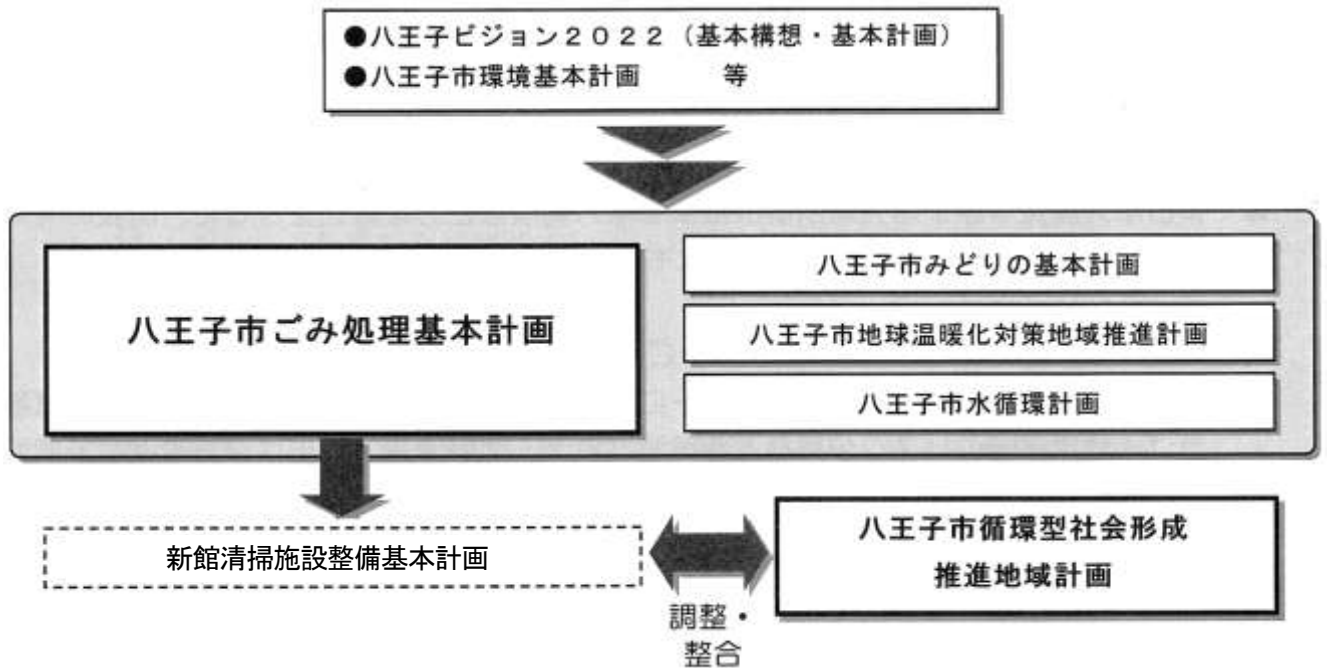 ●八王子ビジョン２０２２（基本構想・基本計画）
●八王子市環境基本計画　　　等
八王子市ごみ処理基本計画
八王子市みどりの基本計画
八王子市地球温暖化対策地域推進計画
八王子市水循環計画
新館清掃施設整備基本計画
八王子市循環型社会形成
推進地域計画
調整・
整合